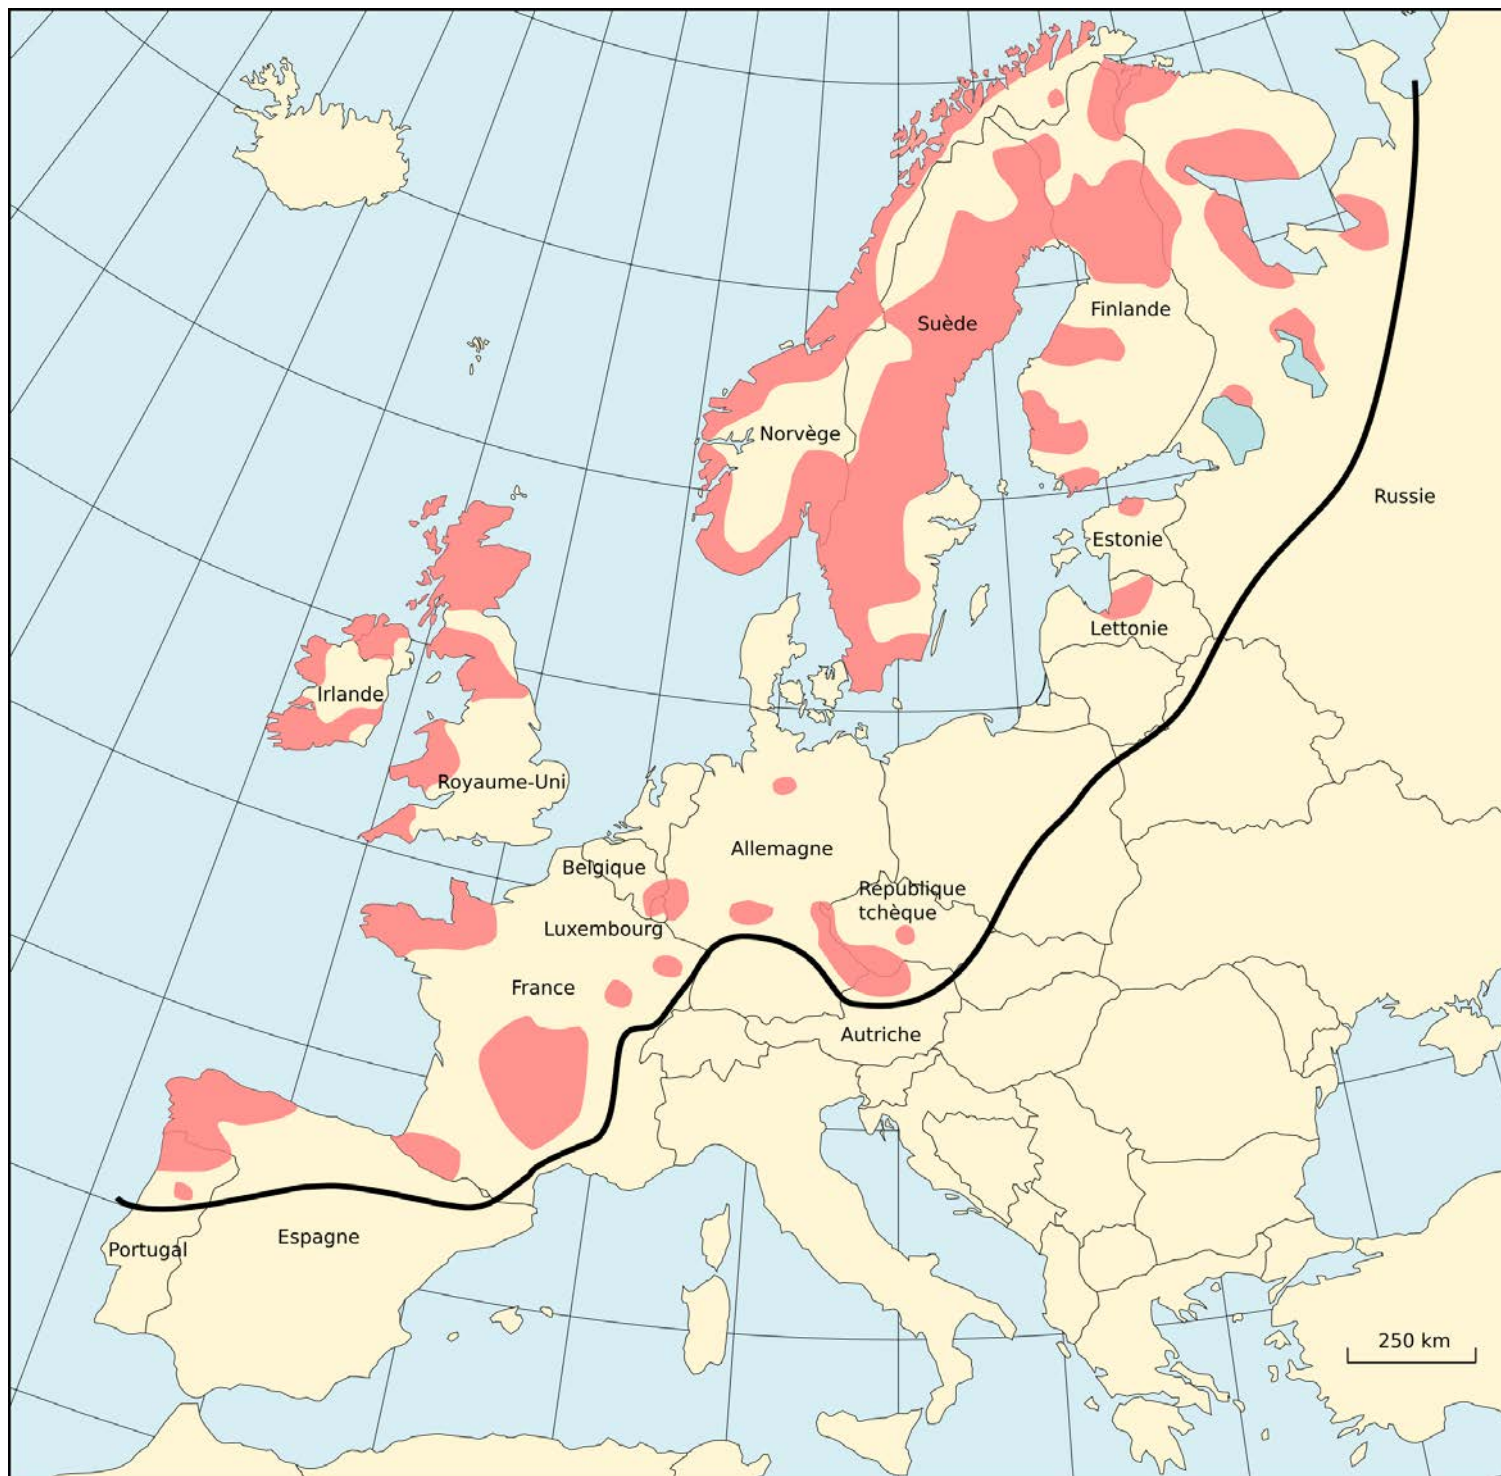 Suède
Finlande
Norvège
Russie
Estonie
Lettonie
Irlande
Royaume-Uni
Allemagne
Belgique
République
tchèque
Luxembourg
France
Autriche
Espagne
Portugal
250 km